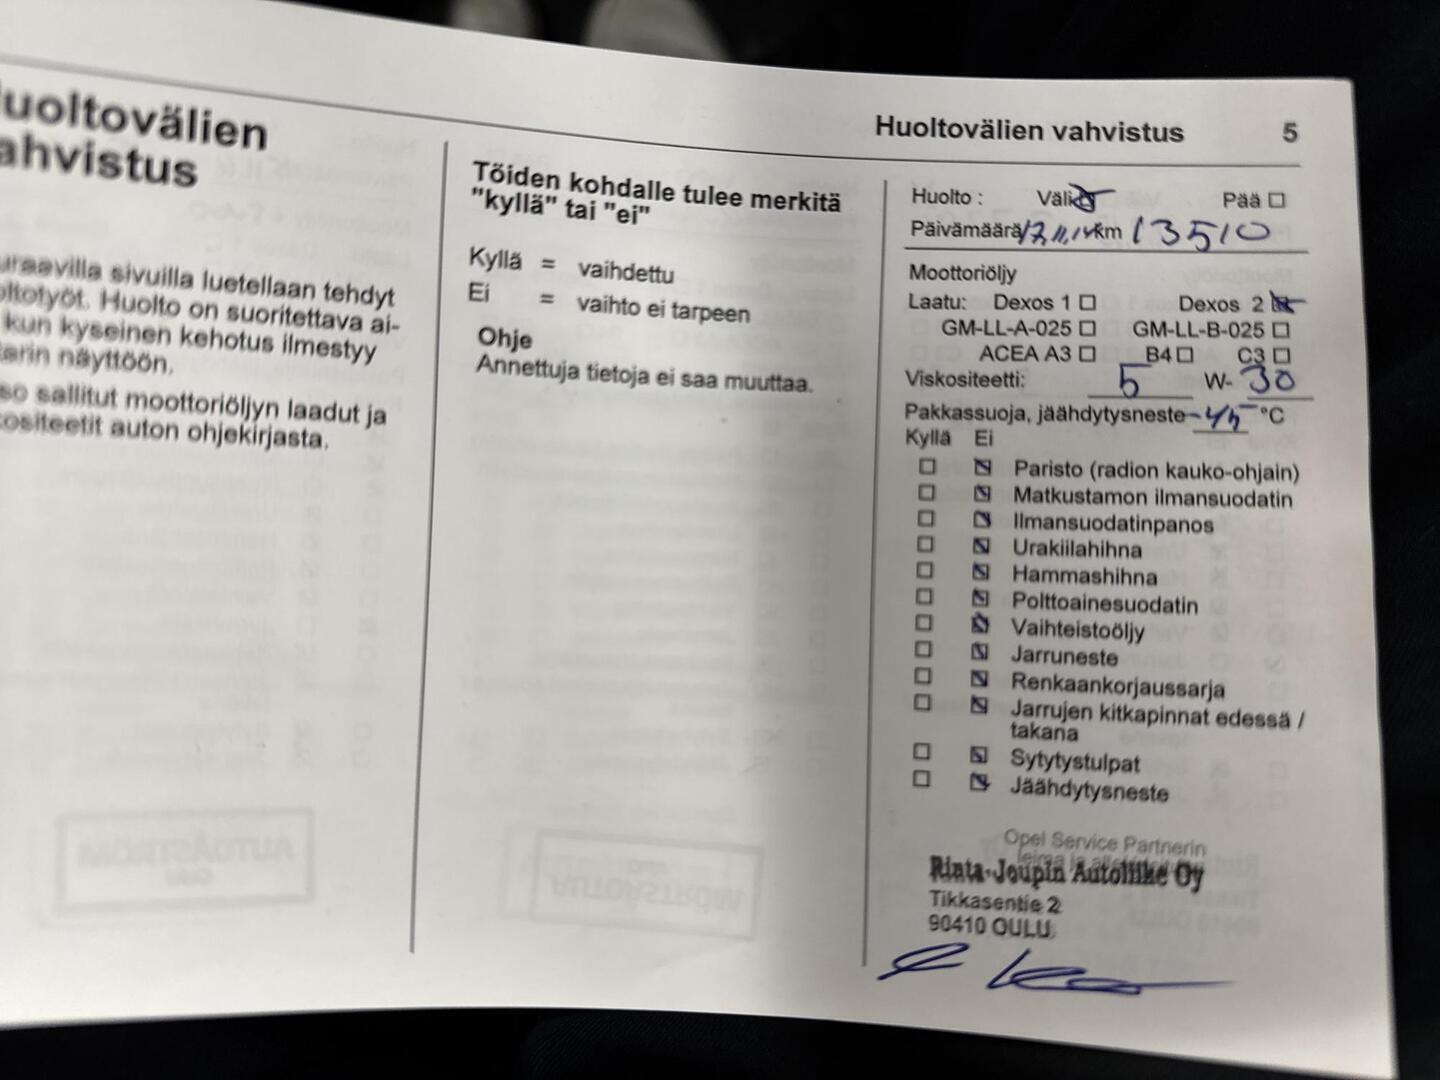 Huoltovälien vahvistus 5
uoltovälien
ahvistus
uraavilla sivuilla luetellaan tehdyt
oltotyöt. Huolto on suoritettava ai-
kun kyseinen kehotus ilmestyy
tarin näyttöön.
so sallitut moottoriöljyn laadut ja
kositeetit auton ohjekirjasta.
Töiden kohdalle tulee merkitä
"kyllä" tai "ei"
Kyllä = vaihdettu
Ei = vaihto ei tarpeen
Ohje
Annettuja tietoja ei saa muuttaa.
Huolto : Väli Pää
Päivämäärä km 13510
Moottoriöljy
Laatu: Dexos 1 Dexos 2
GM-LL-A-025 GM-LL-B-025
ACEA A3 B4 C3
Viskositeetti: 5 W- 30
Pakkassuoja, jäähdytysneste -45 °C
Kyllä Ei
Paristo (radion kauko-ohjain)
Matkustamon ilmansuodatin
Ilmansuodatinpanos
Urakiilahihna
Hammashihna
Polttoainesuodatin
Vaihteistoöljy
Jarruneste
Renkaankorjaussarja
Jarrujen kitkapinnat edessä /
takana
Sytytystulpat
Jäähdytysneste
Opel Service Partnerin
leima ja
Rinta-Joupin Autoliike Oy
Tikkasentie 2
90410 OULU